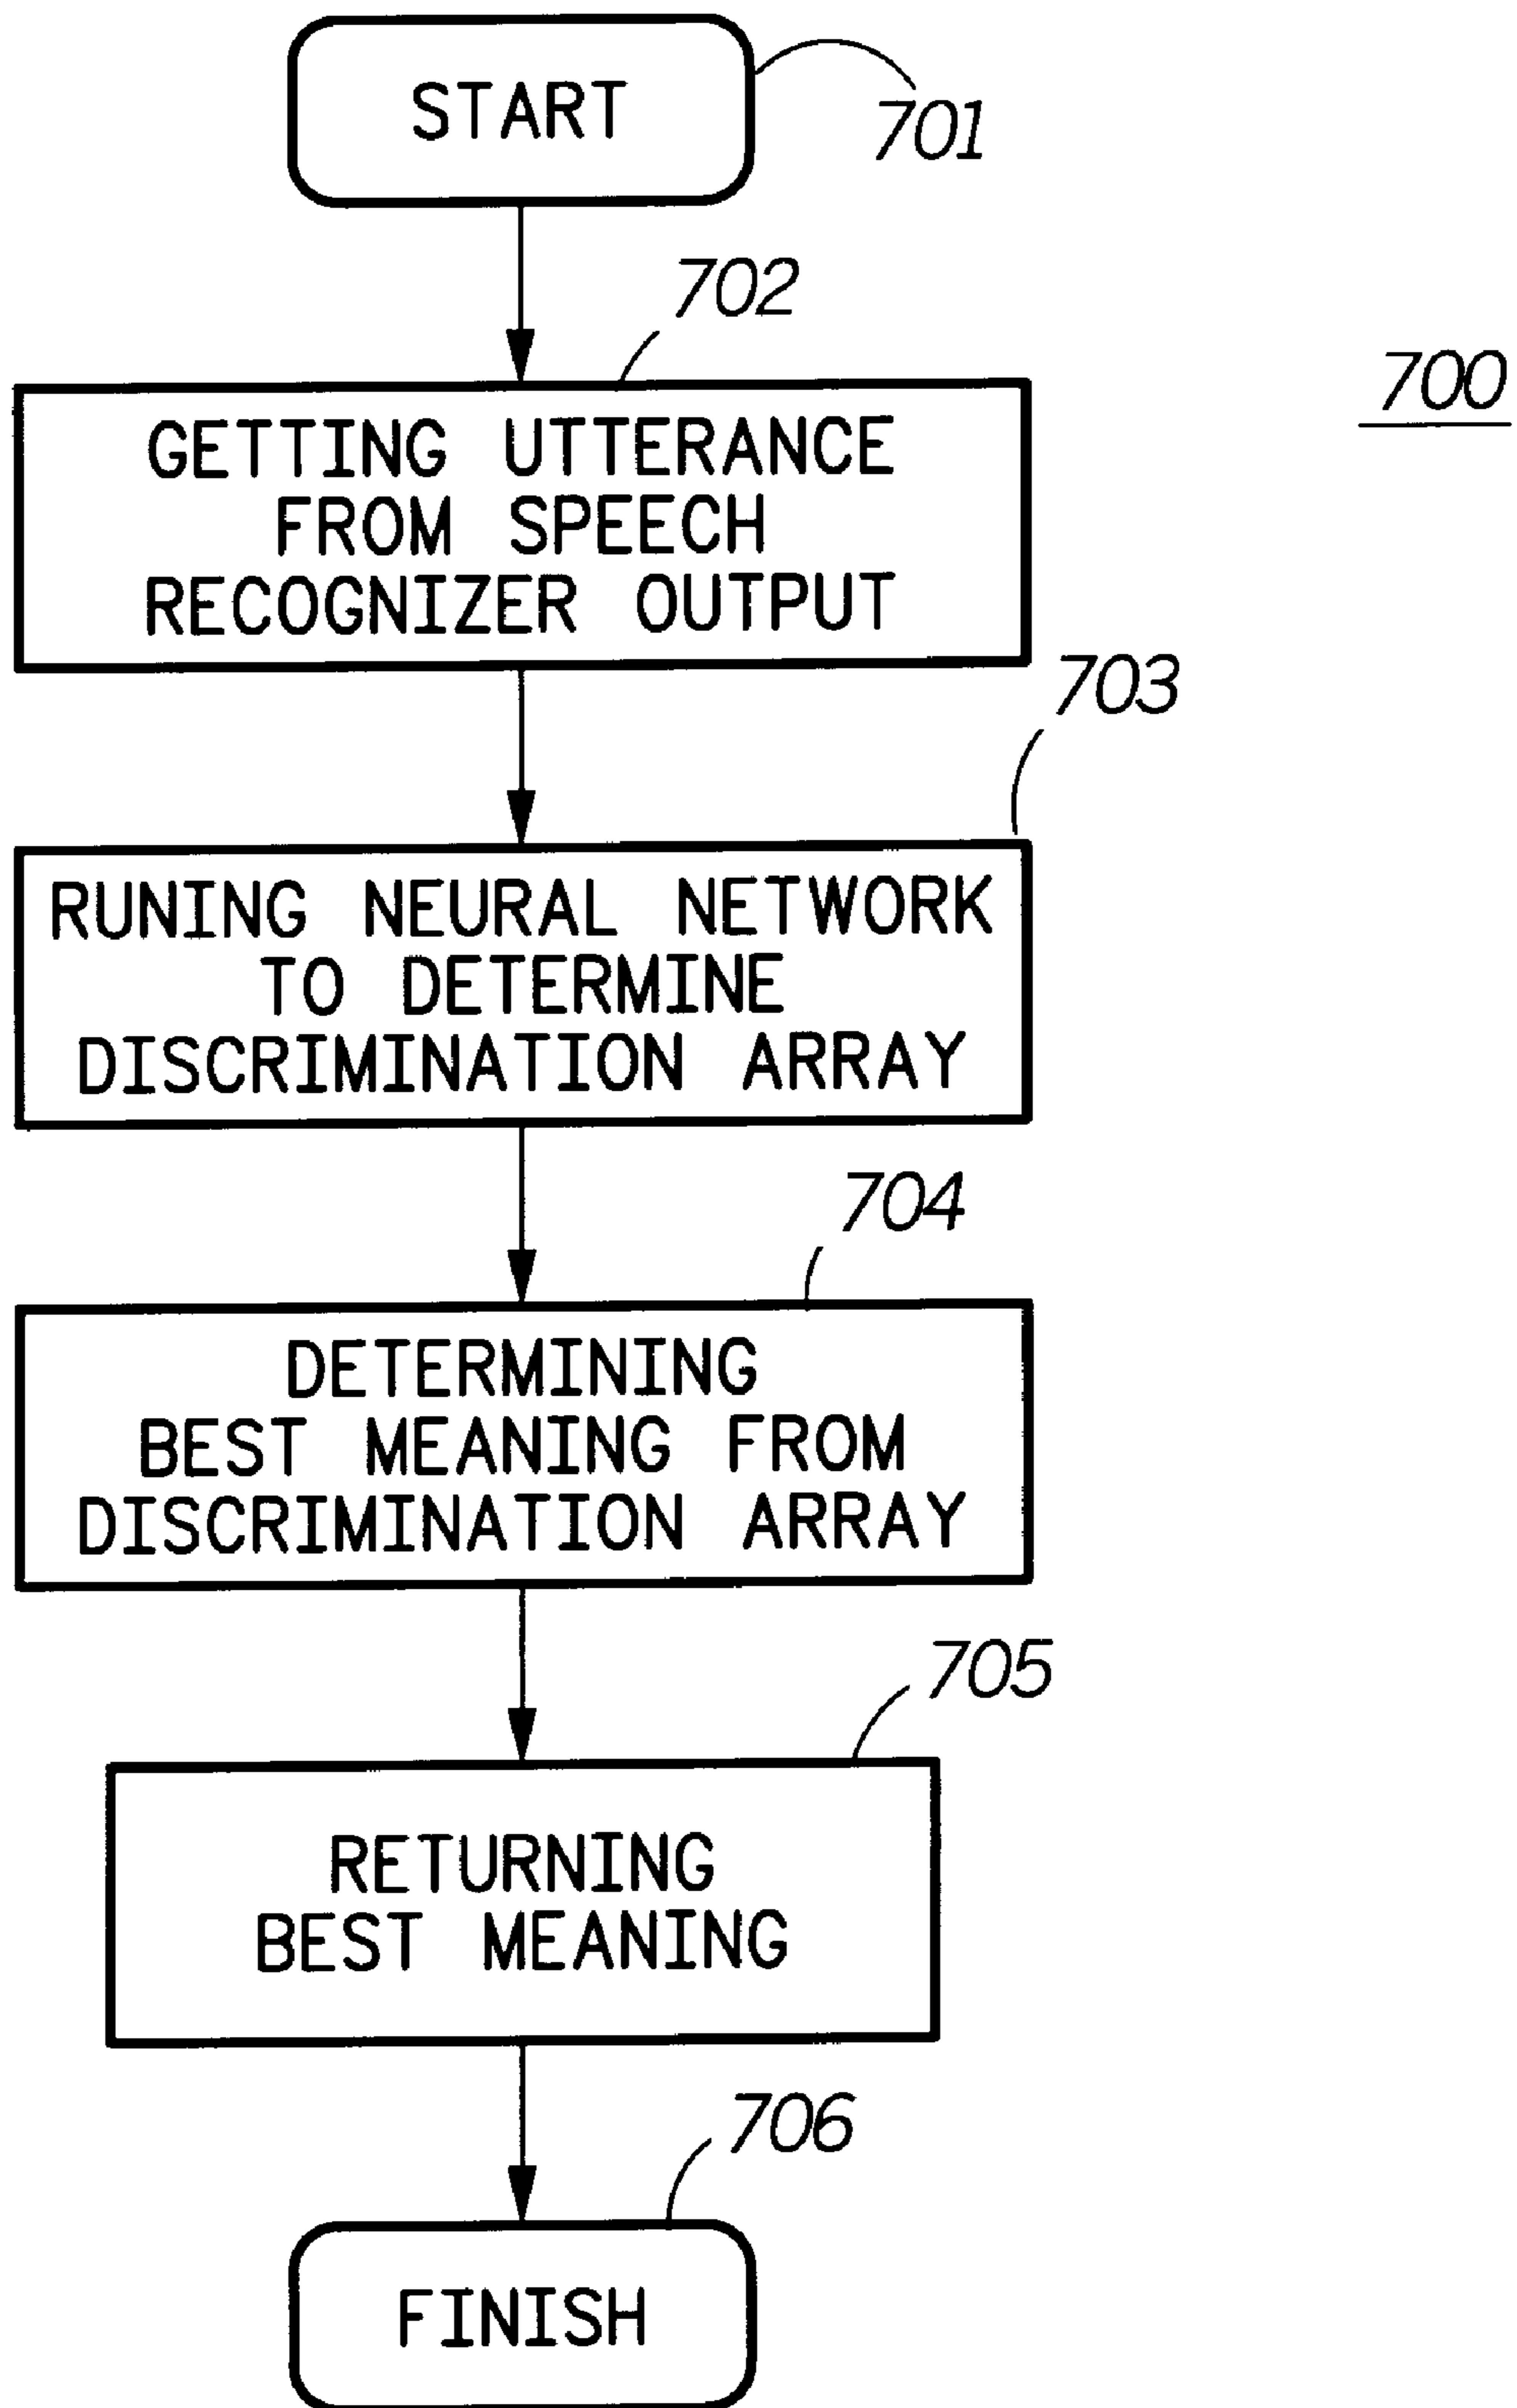 START
701
702
700
GETTING UTTERANCE
FROM SPEECH
RECOGNIZER OUTPUT
703
RUNING NEURAL NETWORK
TO DETERMINE
DISCRIMINATION ARRAY
704
DETERMINING
BEST MEANING FROM
DISCRIMINATION ARRAY
705
RETURNING
BEST MEANING
706
FINISH